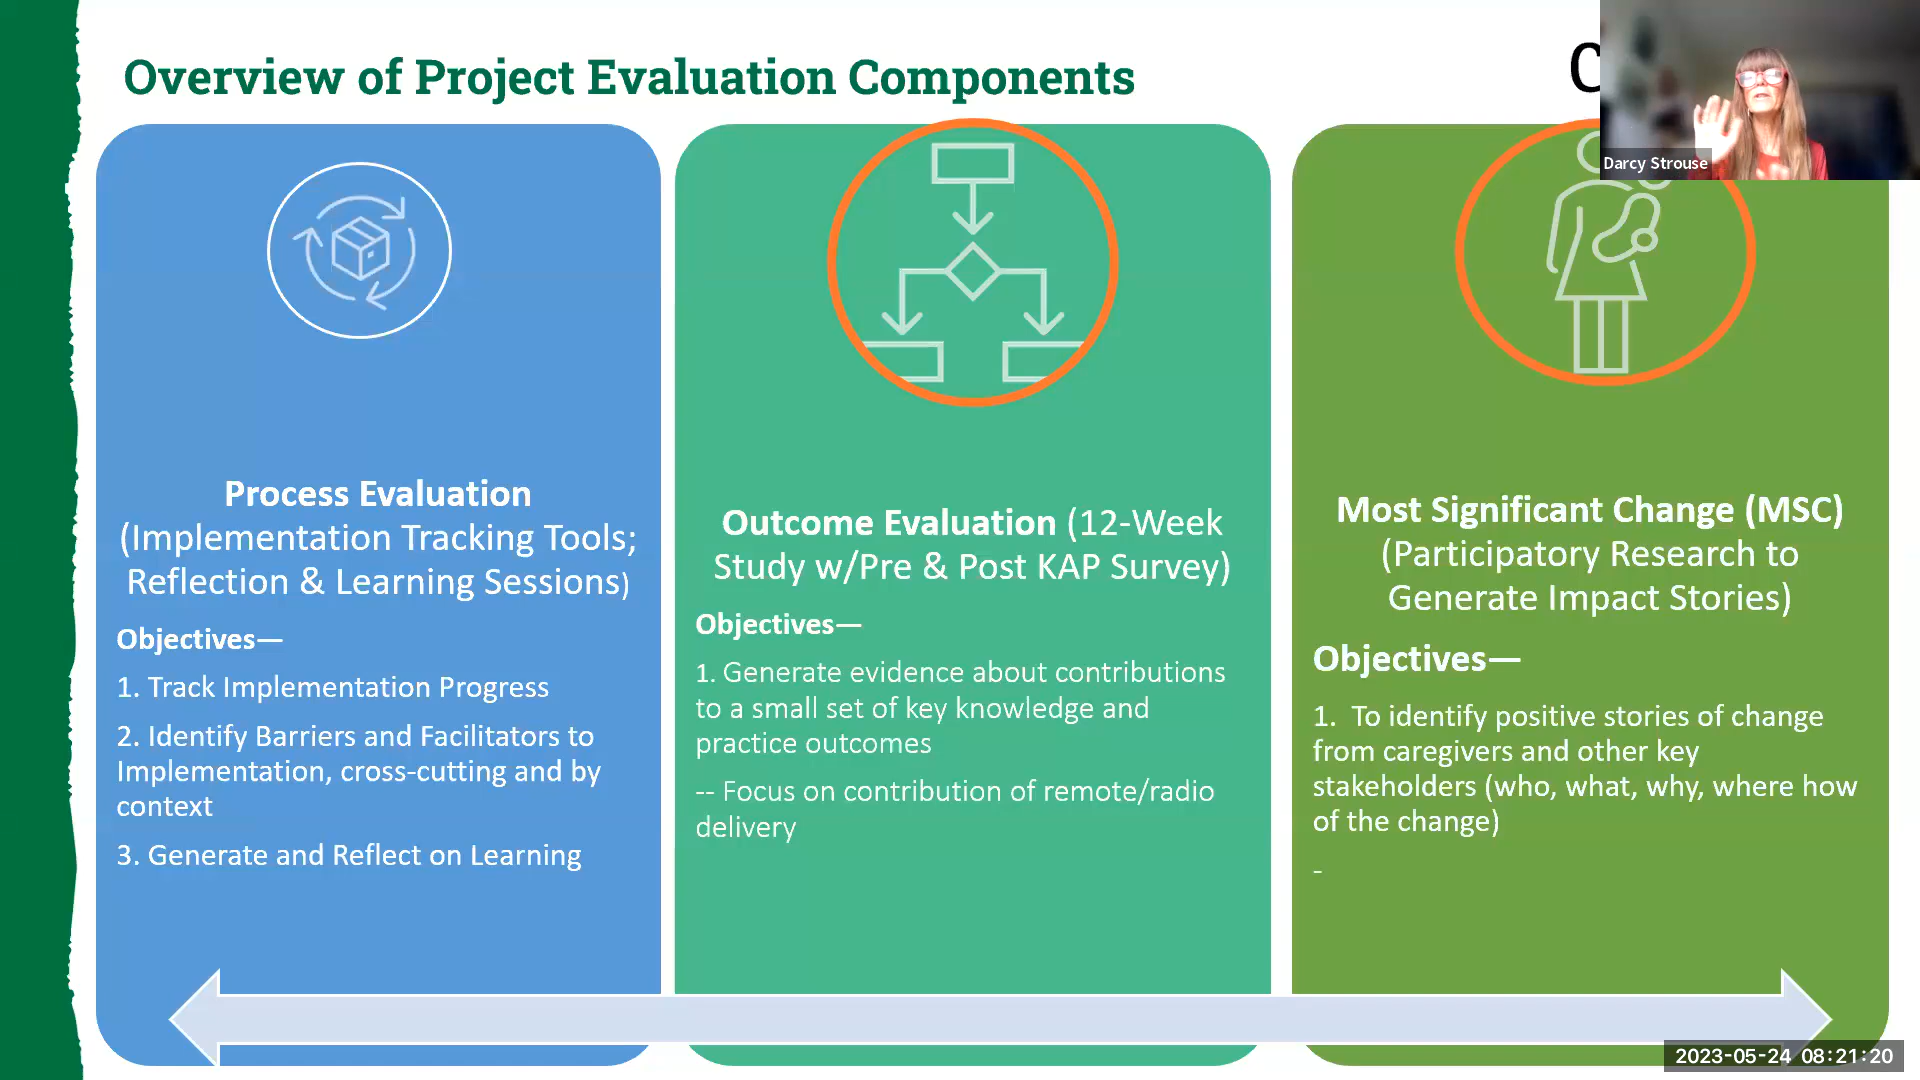 Overview of Project Evaluation Components
C
Darcy Strouse
Process Evaluation
(Implementation Tracking Tools;
Reflection & Learning Sessions)
Objectives—
1. Track Implementation Progress
2. Identify Barriers and Facilitators to
Implementation, cross-cutting and by
context
3. Generate and Reflect on Learning
Outcome Evaluation (12-Week
Study w/Pre & Post KAP Survey)
Objectives—
1. Generate evidence about contributions
to a small set of key knowledge and
practice outcomes
-- Focus on contribution of remote/radio
delivery
Most Significant Change (MSC)
(Participatory Research to
Generate Impact Stories)
Objectives—
1.  To identify positive stories of change
from caregivers and other key
stakeholders (who, what, why, where how
of the change)
-
2023-05-24 08:21:20